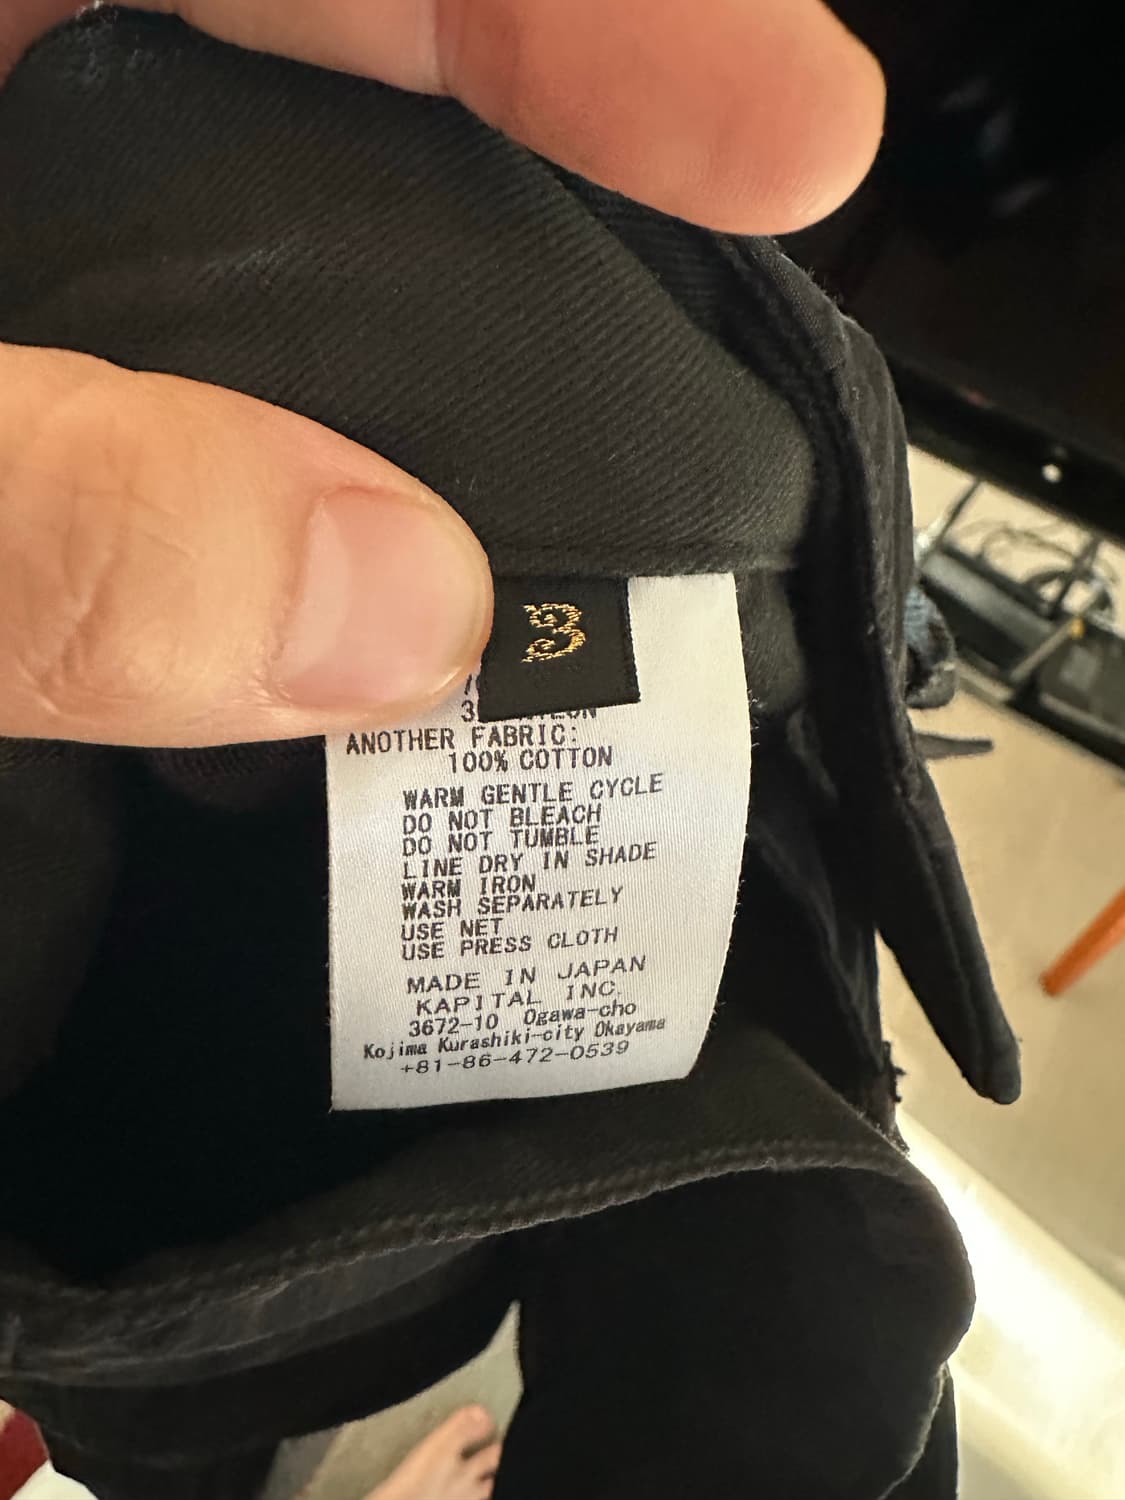 3
ANOTHER FABRIC:
100% COTTON
WARM GENTLE CYCLE
DO NOT BLEACH
DO NOT TUMBLE
LINE DRY IN SHADE
WARM IRON
WASH SEPARATELY
USE NET
USE PRESS CLOTH
MADE IN JAPAN
KAPITAL INC.
3672-10 Ogawa-cho
Kojima Kurashiki-city Okayama
+81-86-472-0539